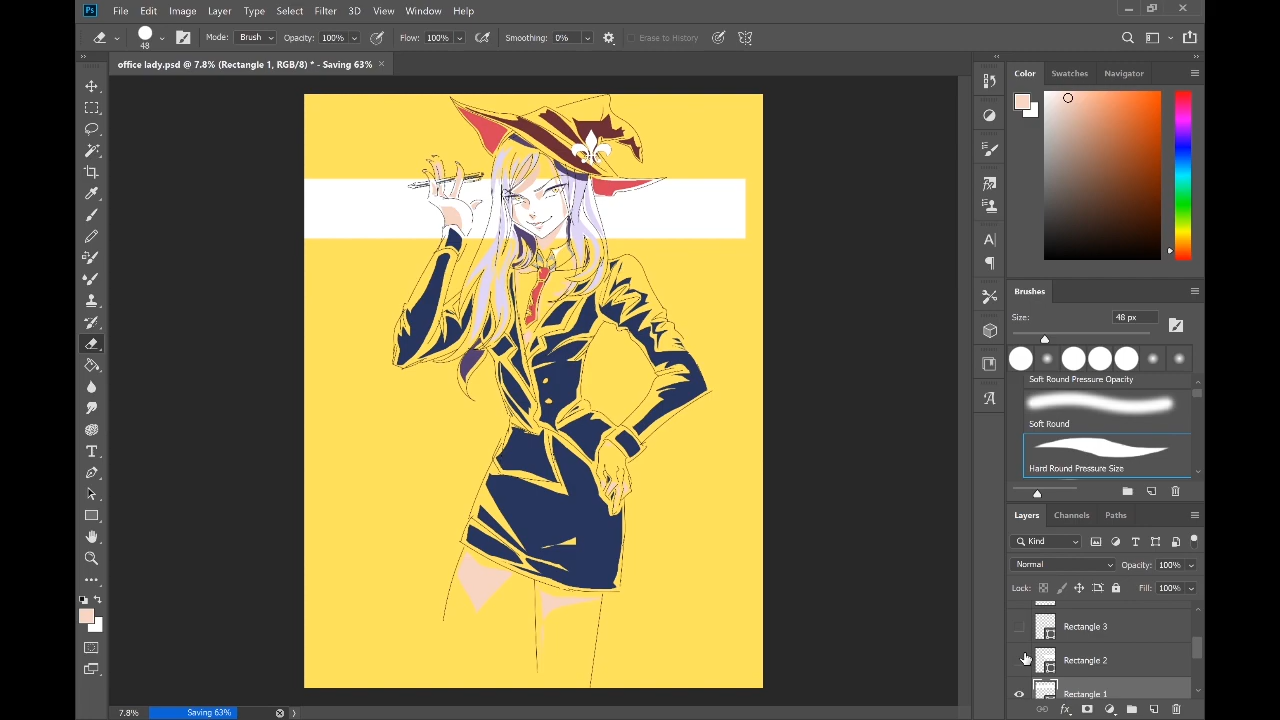 Ps File Edit Image Layer Type Select Filter 3D View Window Help
48 Mode: Brush Opacity: 100% Flow: 100% Smoothing: 0% Erase to History
office lady.psd @ 7.8% (Rectangle 1, RGB/8) * - Saving 63%
Color Swatches Navigator
Brushes
Size: 48 px
Soft Round Pressure Opacity
Soft Round
Hard Round Pressure Size
Layers Channels Paths
Kind
Normal Opacity: 100%
Lock: Fill: 100%
Rectangle 3
Rectangle 2
Rectangle 1
7.8% Saving 63%